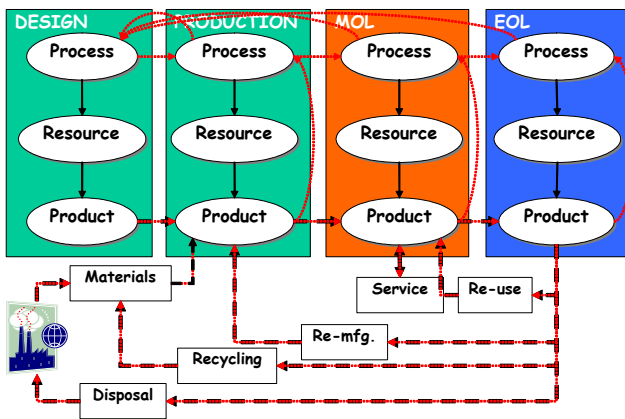 DESIGN
PRODUCTION
MOL
EOL
Process
Process
Process
Process
Resource
Resource
Resource
Resource
Product
Product
Product
Product
Materials
Service
Re-use
Re-mfg.
Recycling
Disposal